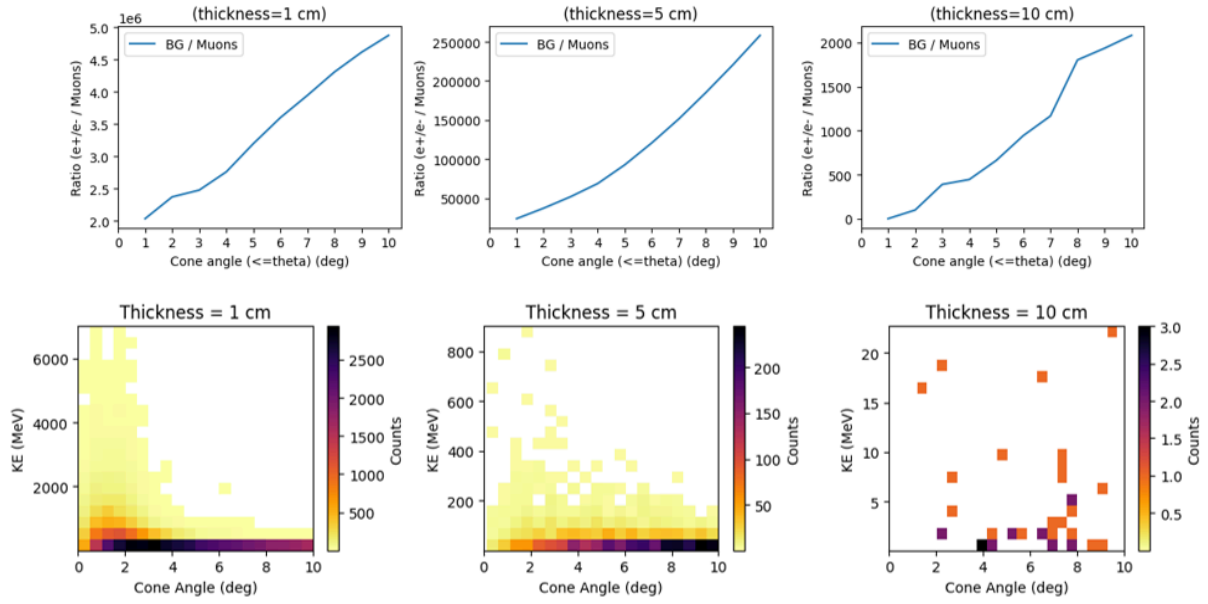 (thickness=1 cm)
1e6
BG / Muons
Ratio (e+/e- / Muons)
5.0
4.5
4.0
3.5
3.0
2.5
2.0
0 1 2 3 4 5 6 7 8 9 10
Cone angle (<=theta) (deg)
(thickness=5 cm)
BG / Muons
Ratio (e+/e- / Muons)
250000
200000
150000
100000
50000
0 1 2 3 4 5 6 7 8 9 10
Cone angle (<=theta) (deg)
(thickness=10 cm)
BG / Muons
Ratio (e+/e- / Muons)
2000
1500
1000
500
0
0 1 2 3 4 5 6 7 8 9 10
Cone angle (<=theta) (deg)
Thickness = 1 cm
KE (MeV)
6000
4000
2000
0 2 4 6 8 10
Cone Angle (deg)
2500
2000
1500
1000
500
Counts
Thickness = 5 cm
KE (MeV)
800
600
400
200
0 2 4 6 8 10
Cone Angle (deg)
200
150
100
50
Counts
Thickness = 10 cm
KE (MeV)
20
15
10
5
0 2 4 6 8 10
Cone Angle (deg)
3.0
2.5
2.0
1.5
1.0
0.5
Counts